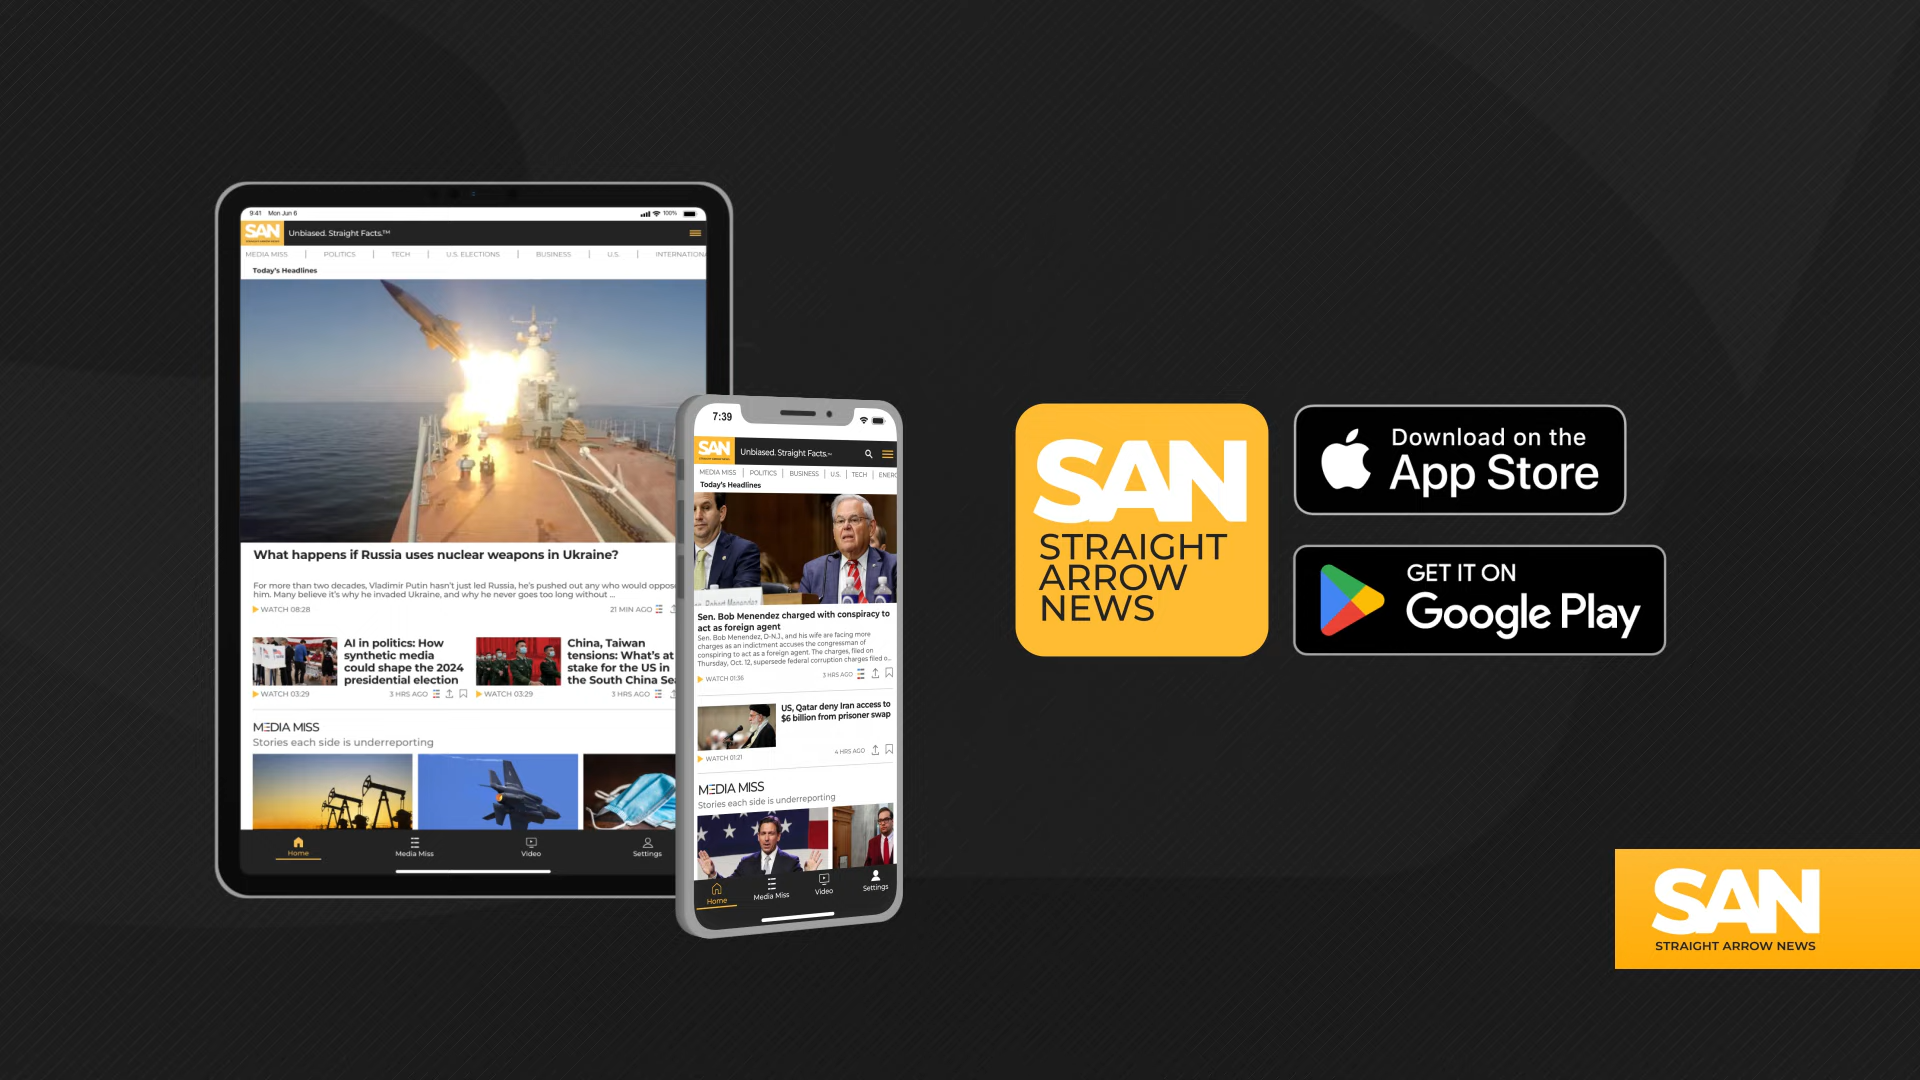 9:41 Mon Jun 6
100%
SAN
Unbiased. Straight Facts.™
MEDIA MISS | POLITICS | TECH | U.S. ELECTIONS | BUSINESS | U.S. | INTERNATIONA
Today's Headlines
What happens if Russia uses nuclear weapons in Ukraine?
For more than two decades, Vladimir Putin hasn't just led Russia, he's pushed out any who would oppose
him. Many believe it's why he invaded Ukraine, and why he never goes too long without ...
WATCH 08:28
21 MIN AGO
AI in politics: How
synthetic media
could shape the 2024
presidential election
WATCH 03:29
3 HRS AGO
China, Taiwan
tensions: What's at
stake for the US in
the South China Sea
WATCH 03:29
3 HRS AGO
MEDIA MISS
Stories each side is underreporting
Home
Media Miss
Video
Settings
7:39
SAN
Unbiased. Straight Facts.™
MEDIA MISS | POLITICS | BUSINESS | U.S. | TECH | ENERG
Today's Headlines
Robert Menendez
Sen. Bob Menendez charged with conspiracy to
act as foreign agent
Sen. Bob Menendez, D-N.J., and his wife are facing more
charges as an indictment accuses the congressman of
conspiring to act as a foreign agent. The charges, filed on
Thursday, Oct. 12, supersede federal corruption charges filed o...
WATCH 01:36
3 HRS AGO
US, Qatar deny Iran access to
$6 billion from prisoner swap
WATCH 01:21
4 HRS AGO
MEDIA MISS
Stories each side is underreporting
Home
Media Miss
Video
Settings
SAN
STRAIGHT
ARROW
NEWS
Download on the
App Store
GET IT ON
Google Play
SAN
STRAIGHT ARROW NEWS